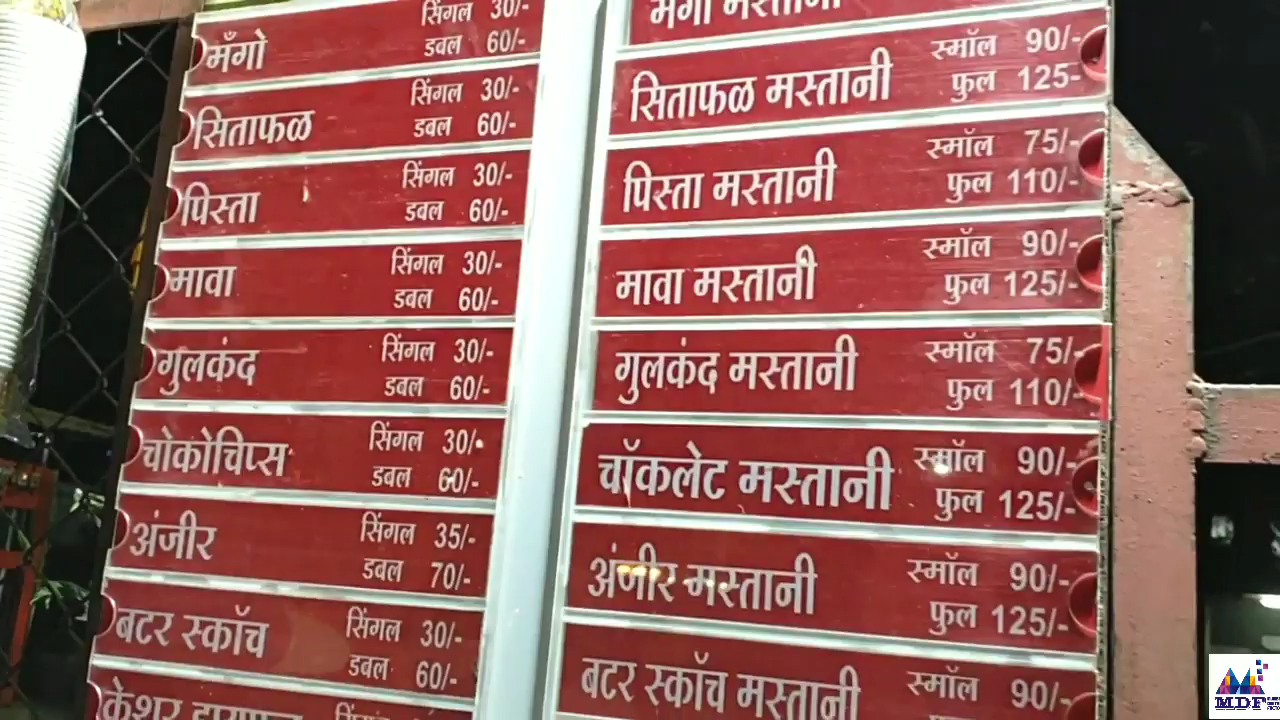 मँगो सिंगल 30/-
डबल 60/-
सिताफळ सिंगल 30/-
डबल 60/-
पिस्ता सिंगल 30/-
डबल 60/-
मावा सिंगल 30/-
डबल 60/-
गुलकंद सिंगल 30/-
डबल 60/-
चोकोचिप्स सिंगल 30/-
डबल 60/-
अंजीर सिंगल 35/-
डबल 70/-
बटर स्कॉच सिंगल 30/-
डबल 60/-
केशर
मँगो मस्तानी
सिताफळ मस्तानी स्मॉल 90/-
फुल 125-
पिस्ता मस्तानी स्मॉल 75/-
फुल 110/-
मावा मस्तानी स्मॉल 90/-
फुल 125/-
गुलकंद मस्तानी स्मॉल 75/-
फुल 110/-
चॉकलेट मस्तानी स्मॉल 90/-
फुल 125/-
अंजीर मस्तानी स्मॉल 90/-
फुल 125/-
बटर स्कॉच मस्तानी स्मॉल 90/-
MDF